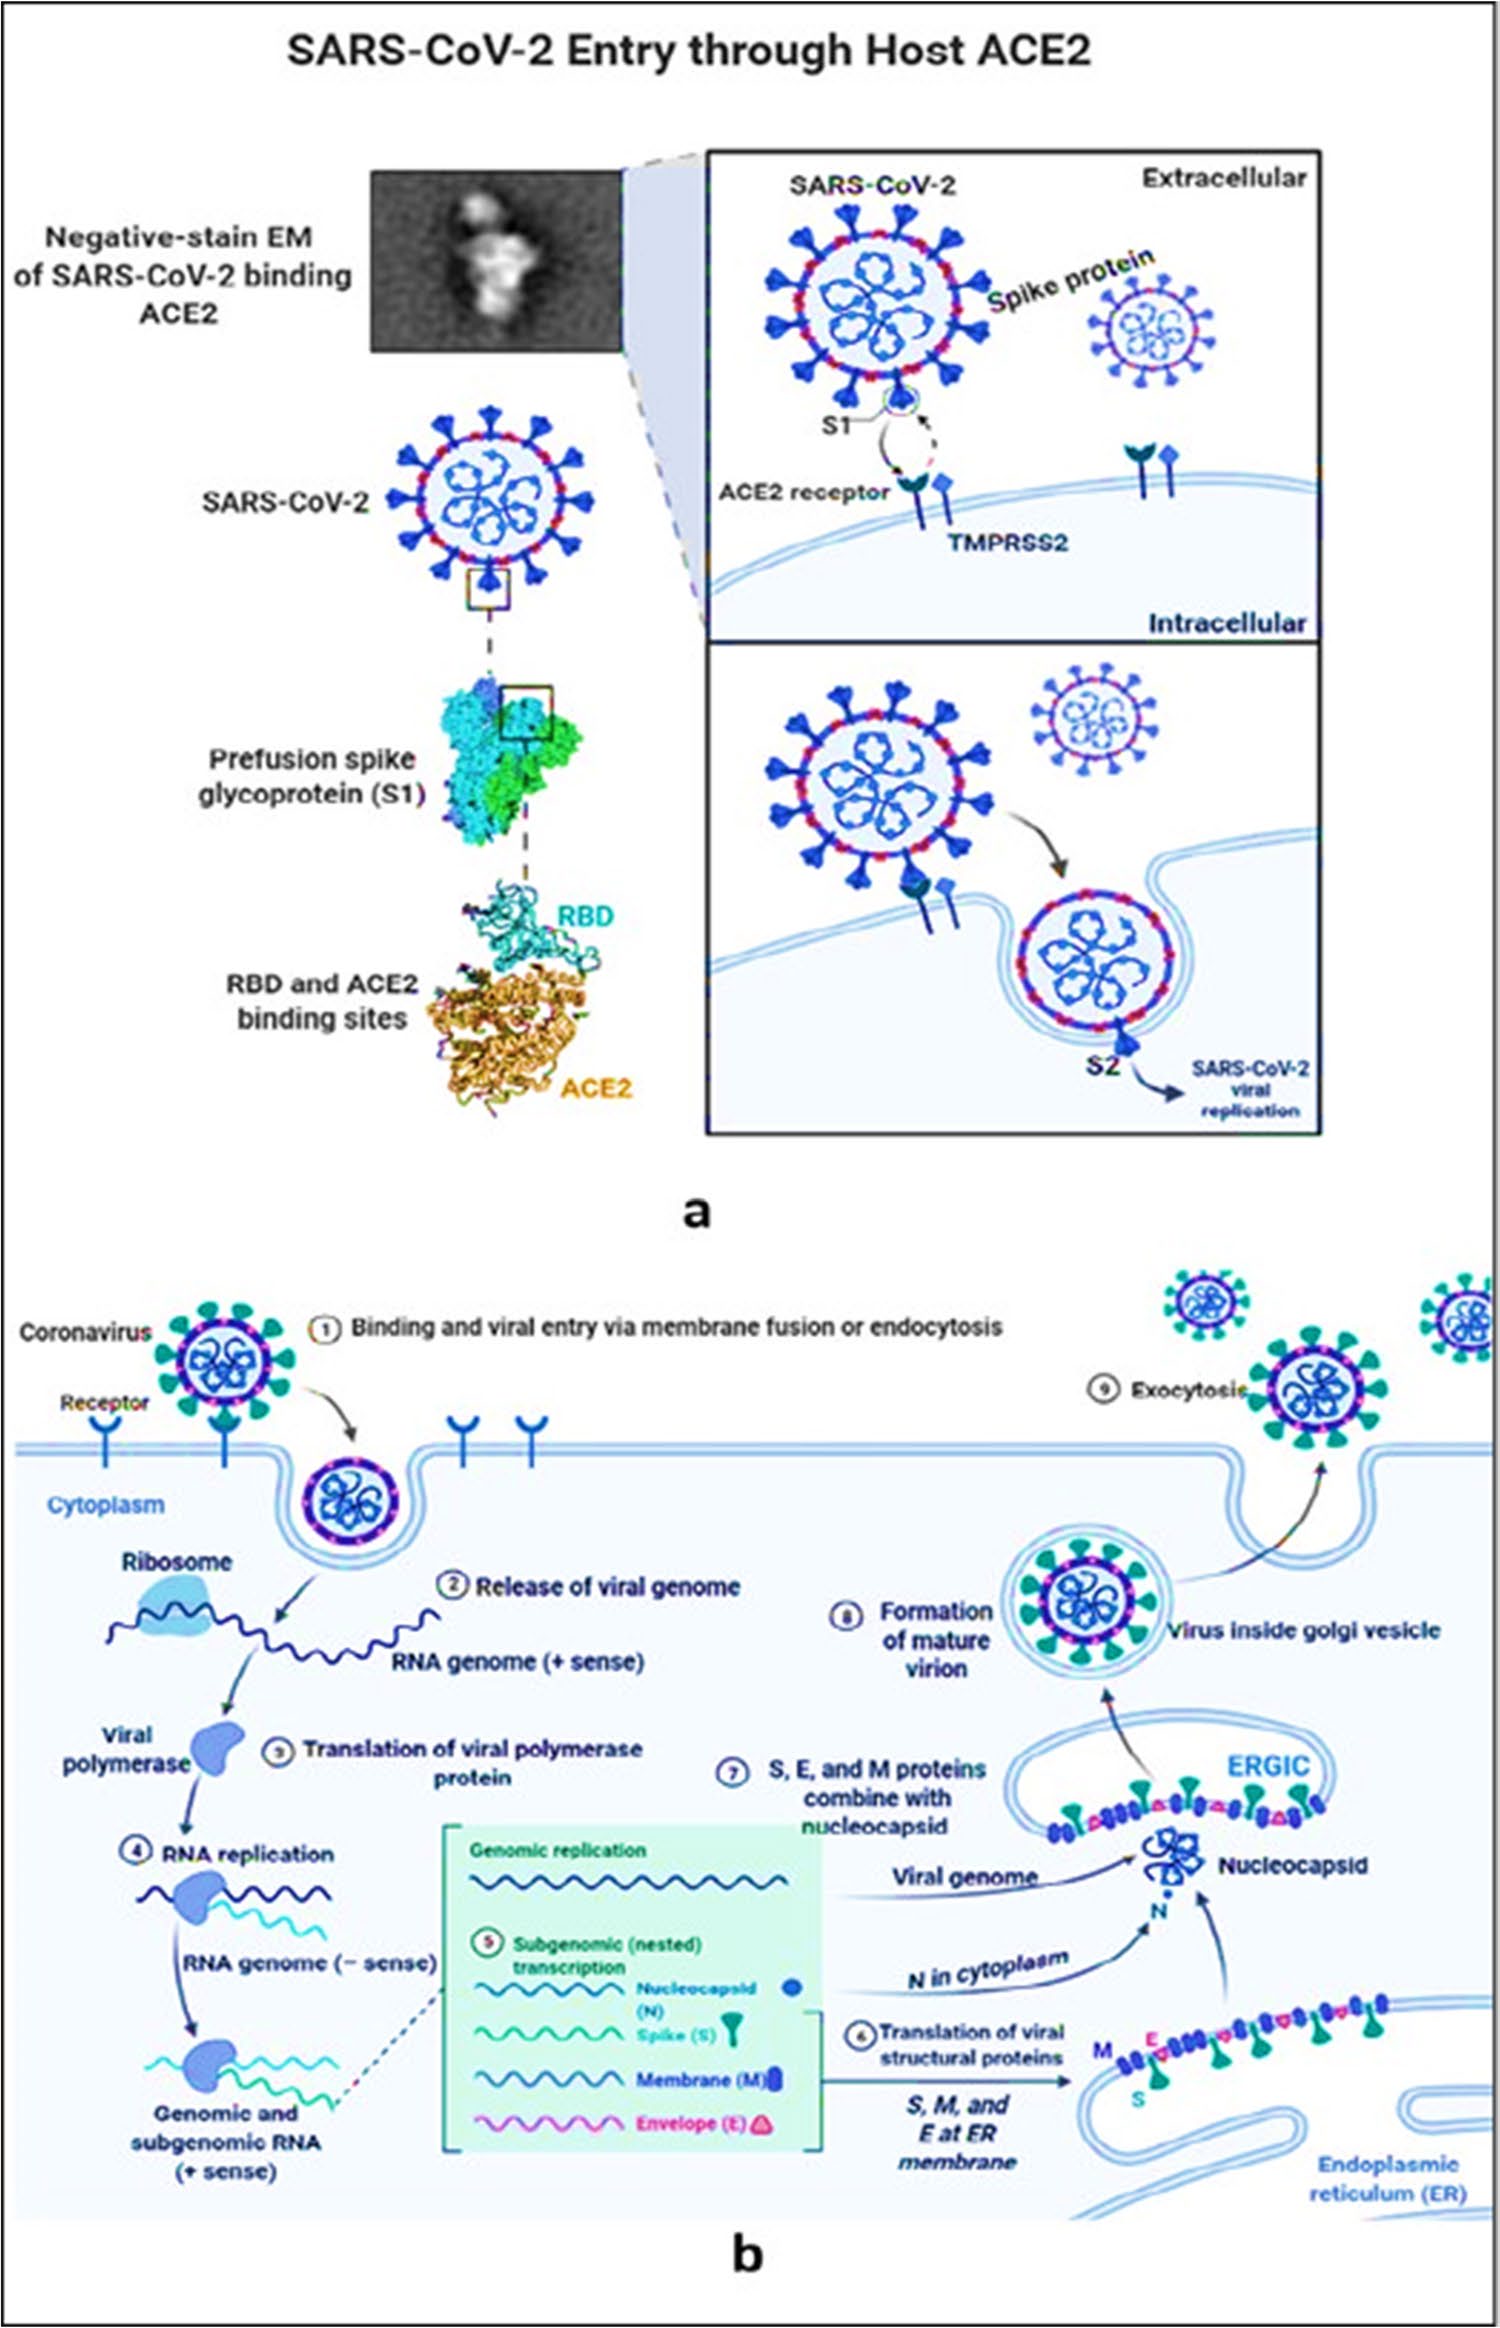 SARS-CoV-2 Entry through Host ACE2
Negative-stain EM
of SARS-CoV-2 binding
ACE2
SARS-CoV-2
Prefusion spike
glycoprotein (S1)
RBD
RBD and ACE2
binding sites
ACE2
SARS-CoV-2
Extracellular
Spike protein
S1
ACE2 receptor
TMPRSS2
Intracellular
S2
SARS-CoV-2
viral
replication
a
Coronavirus
1 Binding and viral entry via membrane fusion or endocytosis
Receptor
9 Exocytosis
Cytoplasm
Ribosome
2 Release of viral genome
RNA genome (+ sense)
Viral
polymerase
3 Translation of viral polymerase
protein
4 RNA replication
RNA genome (− sense)
Genomic and
subgenomic RNA
(+ sense)
Genomic replication
5 Subgenomic (nested)
transcription
Nucleocapsid
(N)
Spike (S)
Membrane (M)
Envelope (E)
6 Translation of viral
structural proteins
S, M, and
E at ER
membrane
8 Formation
of mature
virion
Virus inside golgi vesicle
7 S, E, and M proteins
combine with
nucleocapsid
ERGIC
Viral genome
Nucleocapsid
N
N in cytoplasm
M
E
S
Endoplasmic
reticulum (ER)
b